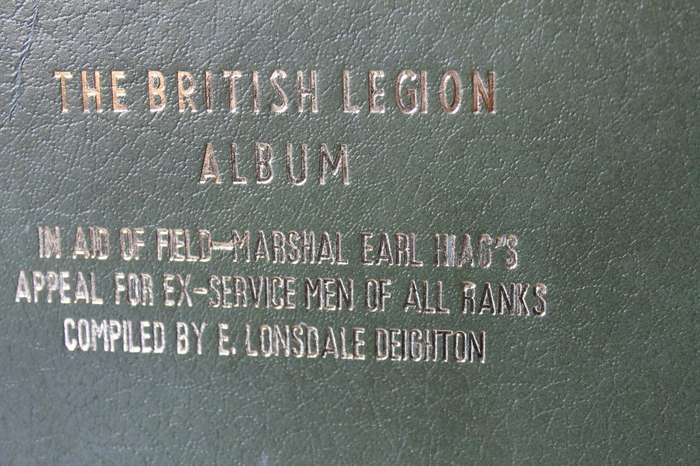 THE BRITISH LEGION
ALBUM
IN AID OF FIELD-MARSHAL EARL HIAG"S
APPEAL FOR EX-SERVICE MEN OF ALL RANKS
COMPILED BY E. LONSDALE DEIGHTON